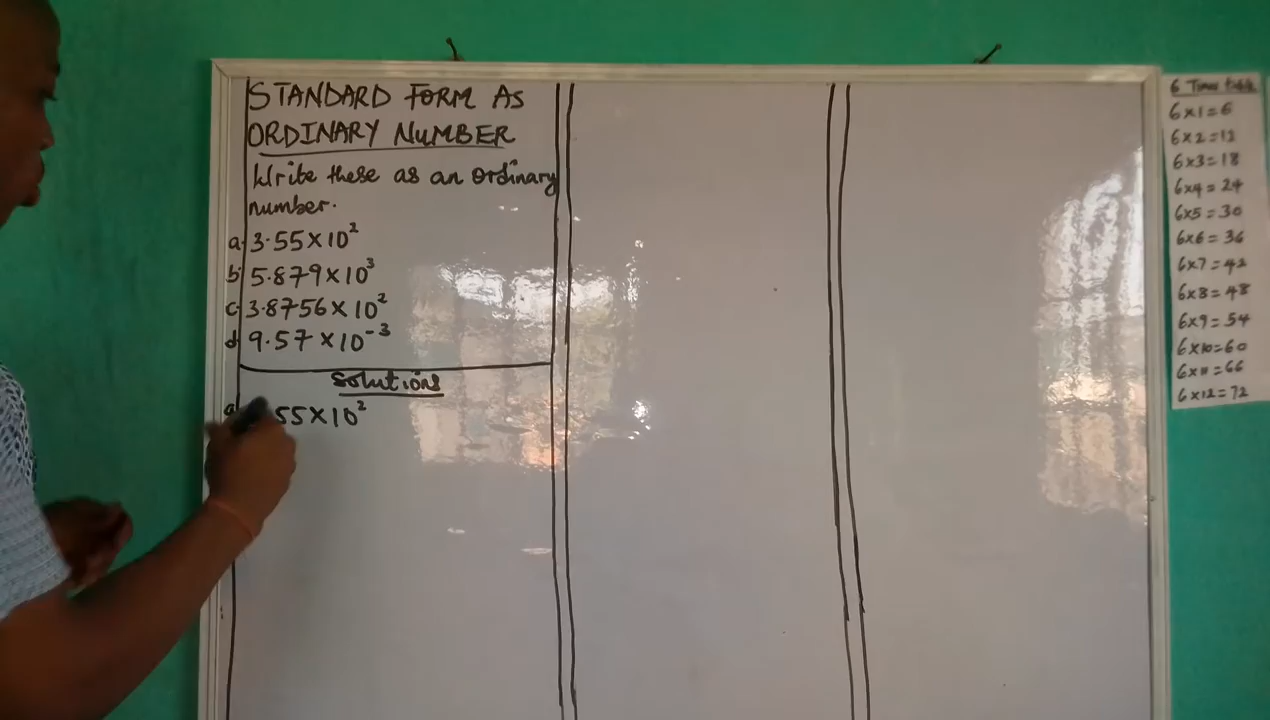 STANDARD FORM AS
ORDINARY NUMBER
Write these as an ordinary
number.
a. 3.55×10²
b. 5.879×10³
c. 3.8756×10²
d. 9.57×10⁻³
Solutions
55×10²
6 Times table
6×1=6
6×2=12
6×3=18
6×4=24
6×5=30
6×6=36
6×7=42
6×8=48
6×9=54
6×10=60
6×11=66
6×12=72